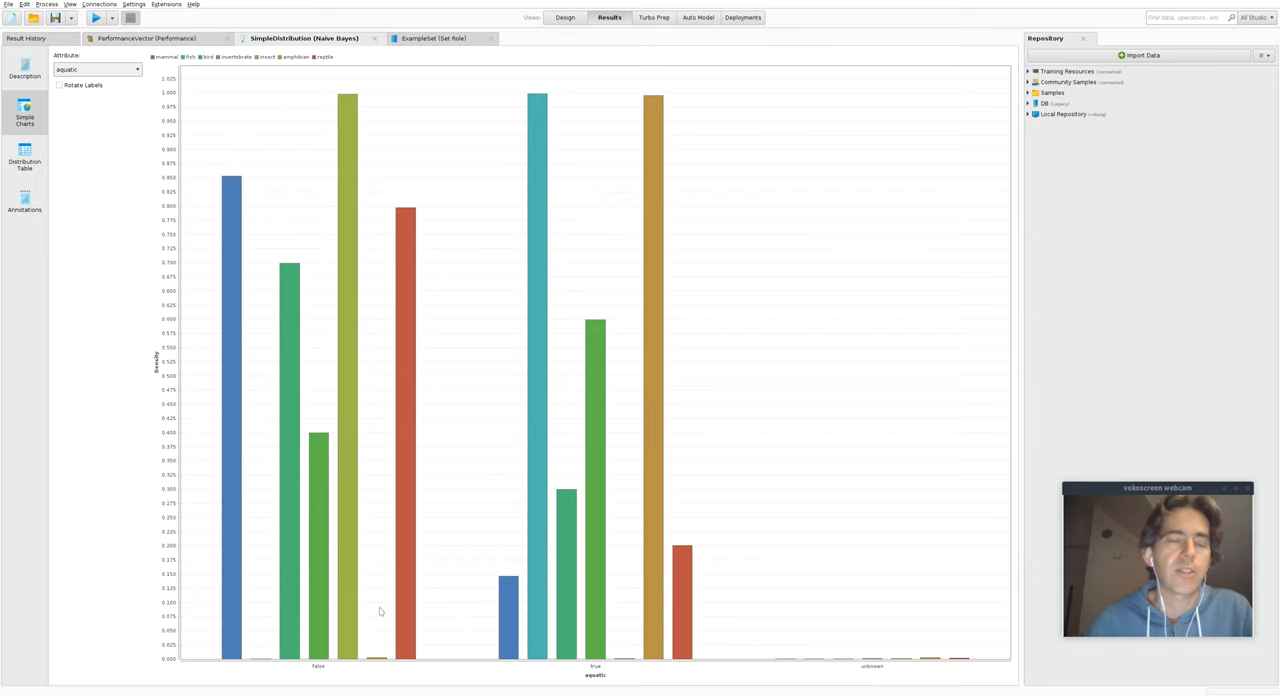 File Edit Process View Connections Settings Extensions Help
Views: Design Results Turbo Prep Auto Model Deployments
Find data, operators...etc All Studio
Result History
PerformanceVector (Performance)
SimpleDistribution (Naive Bayes)
ExampleSet (Set Role)
Repository
Import Data
Training Resources (connected)
Community Samples (connected)
Samples
DB (Legacy)
Local Repository
Description
Simple
Charts
Distribution
Table
Annotations
Attribute:
aquatic
Rotate Labels
mammal fish bird invertebrate insect amphibian reptile
1.025
1.000
0.975
0.950
0.925
0.900
0.875
0.850
0.825
0.800
0.775
0.750
0.725
0.700
0.675
0.650
0.625
0.600
0.575
0.550
0.525
0.500
0.475
0.450
0.425
0.400
0.375
0.350
0.325
0.300
0.275
0.250
0.225
0.200
0.175
0.150
0.125
0.100
0.075
0.050
0.025
0.000
Density
false true unknown
aquatic
vokoscreen webcam